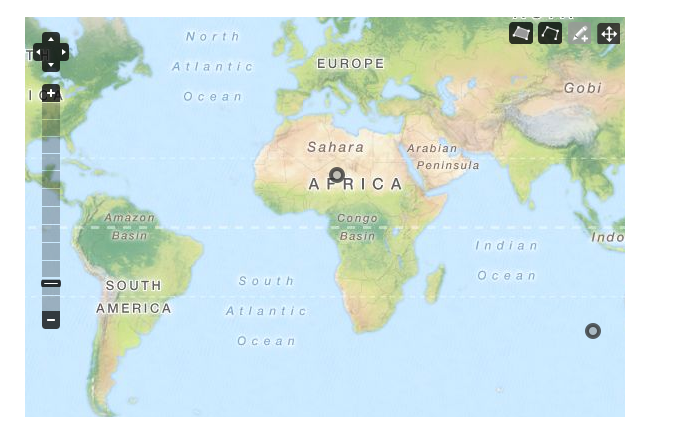 North
Atlantic
Ocean
EUROPE
Gobi
Sahara
Arabian
Peninsula
AFRICA
Amazon
Basin
Congo
Basin
Indian
Ocean
Indo
SOUTH
AMERICA
South
Atlantic
Ocean